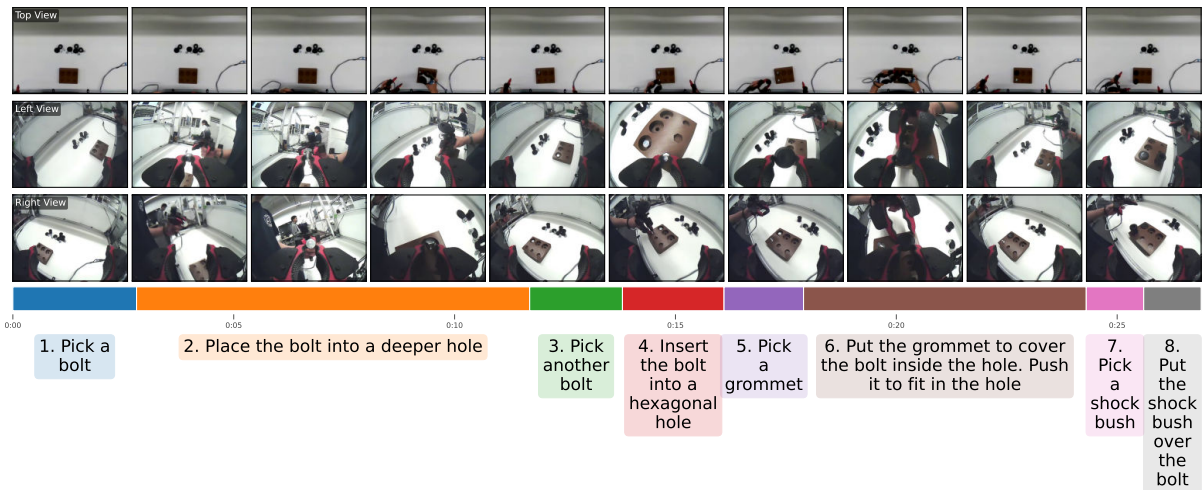 Top View
Left View
Right View
0:00
0:05
0:10
0:15
0:20
0:25
1. Pick a
bolt
2. Place the bolt into a deeper hole
3. Pick
another
bolt
4. Insert
the bolt
into a
hexagonal
hole
5. Pick
a
grommet
6. Put the grommet to cover
the bolt inside the hole. Push
it to fit in the hole
7.
Pick
a
shock
bush
8.
Put
the
shock
bush
over
the
bolt